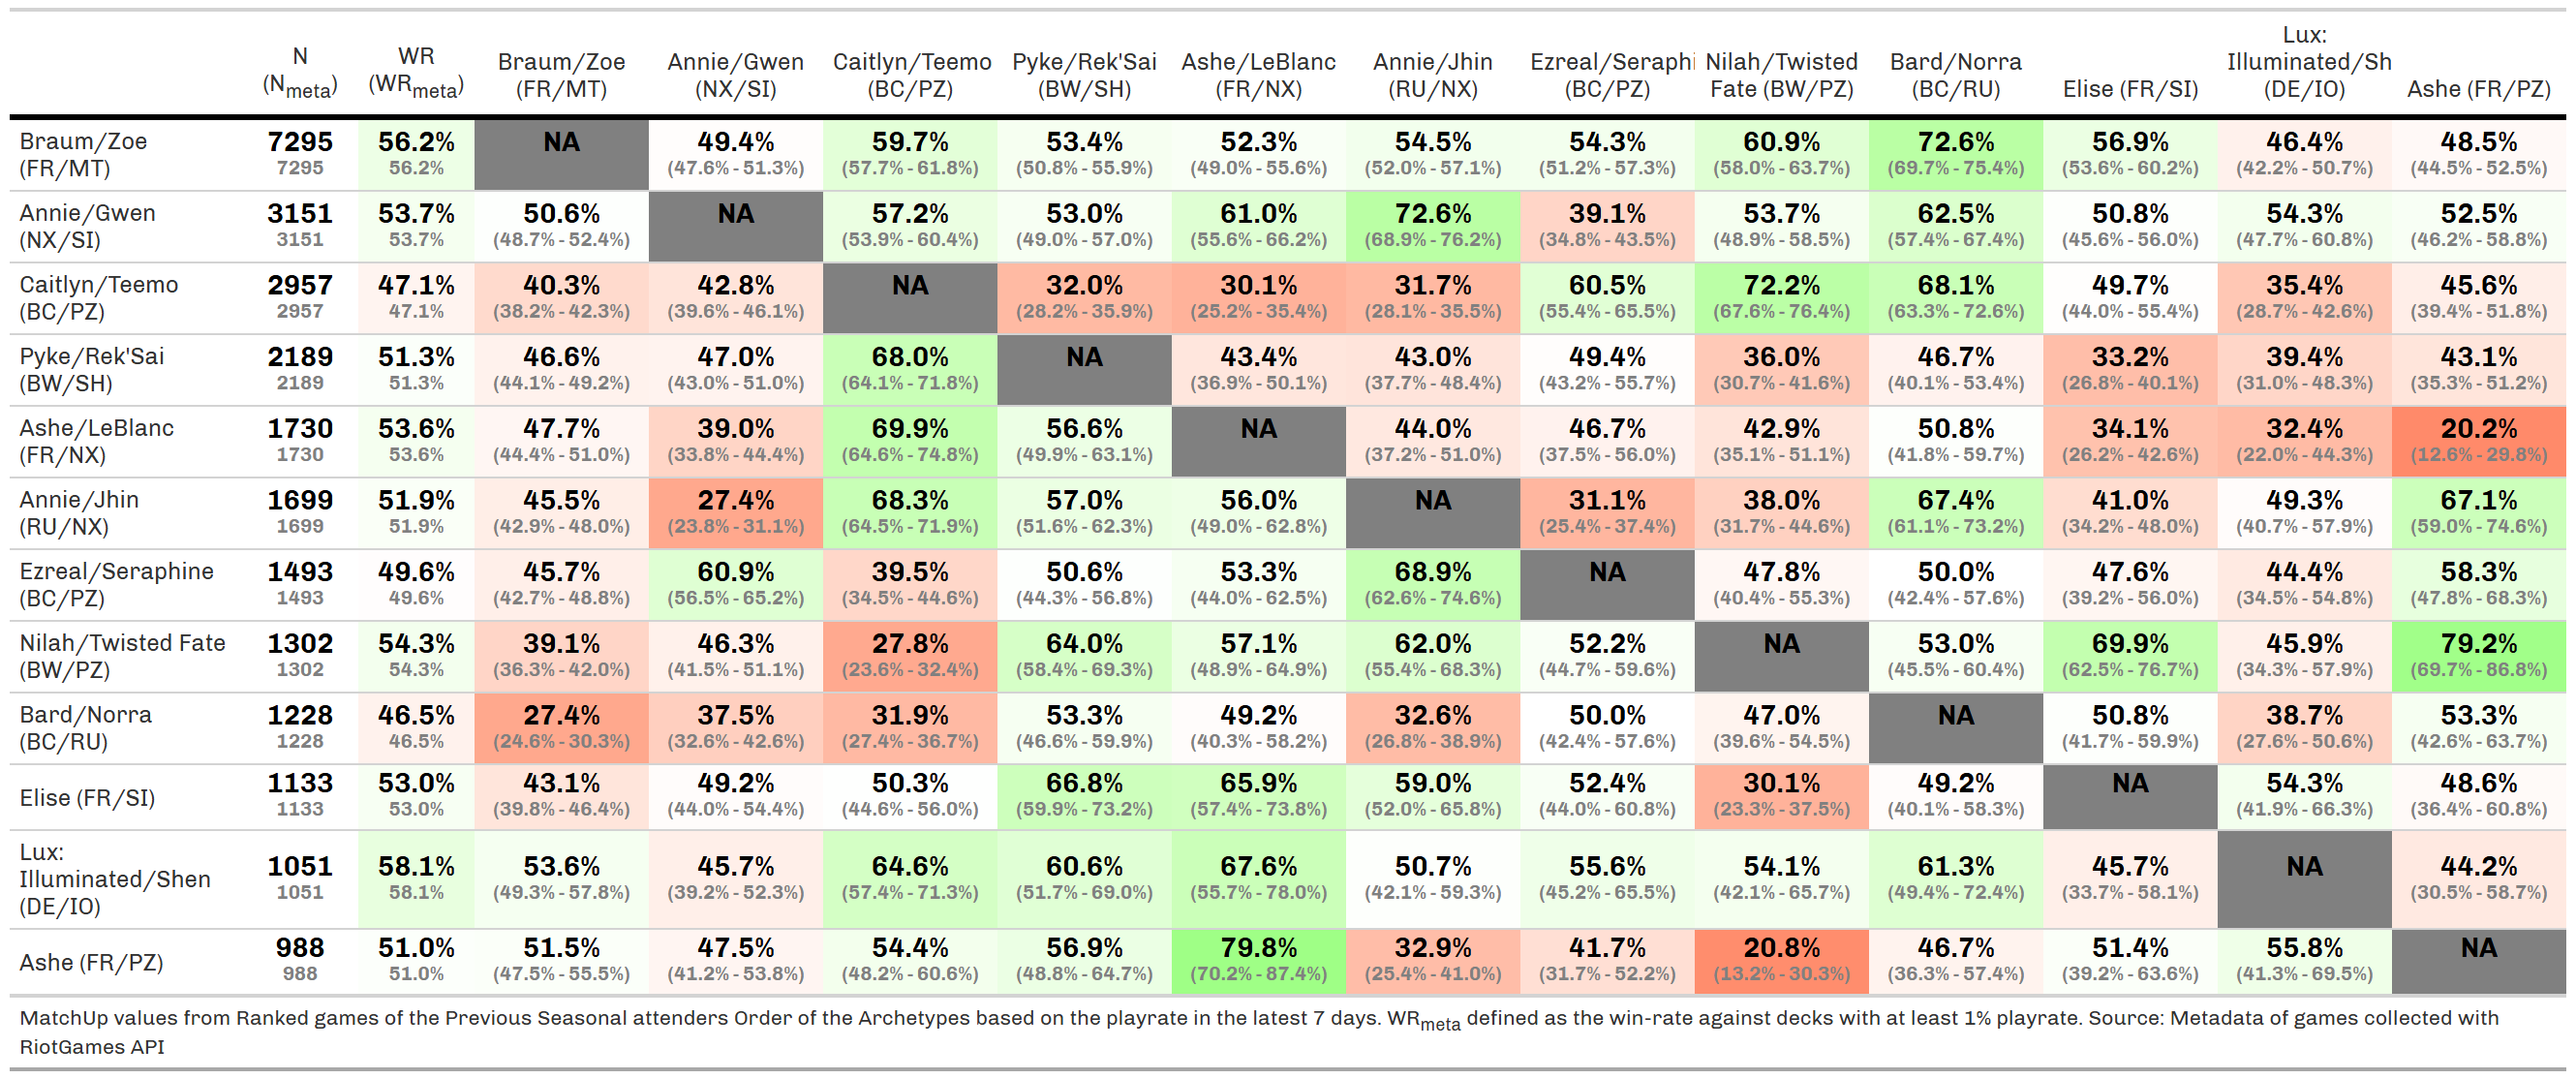 N (Nmeta) WR (WRmeta) Braum/Zoe (FR/MT) Annie/Gwen (NX/SI) Caitlyn/Teemo (BC/PZ) Pyke/Rek'Sai (BW/SH) Ashe/LeBlanc (FR/NX) Annie/Jhin (RU/NX) Ezreal/Seraphi (BC/PZ) Nilah/Twisted Fate (BW/PZ) Bard/Norra (BC/RU) Elise (FR/SI) Lux: Illuminated/Sh (DE/IO) Ashe (FR/PZ)
Braum/Zoe 7295 56.2% NA 49.4% 59.7% 53.4% 52.3% 54.5% 54.3% 60.9% 72.6% 56.9% 46.4% 48.5%
(FR/MT) 7295 56.2% (47.6% - 51.3%) (57.7% - 61.8%) (50.8% - 55.9%) (49.0% - 55.6%) (52.0% - 57.1%) (51.2% - 57.3%) (58.0% - 63.7%) (69.7% - 75.4%) (53.6% - 60.2%) (42.2% - 50.7%) (44.5% - 52.5%)
Annie/Gwen 3151 53.7% 50.6% NA 57.2% 53.0% 61.0% 72.6% 39.1% 53.7% 62.5% 50.8% 54.3% 52.5%
(NX/SI) 3151 53.7% (48.7% - 52.4%) (53.9% - 60.4%) (49.0% - 57.0%) (55.6% - 66.2%) (68.9% - 76.2%) (34.8% - 43.5%) (48.9% - 58.5%) (57.4% - 67.4%) (45.6% - 56.0%) (47.7% - 60.8%) (46.2% - 58.8%)
Caitlyn/Teemo 2957 47.1% 40.3% 42.8% NA 32.0% 30.1% 31.7% 60.5% 72.2% 68.1% 49.7% 35.4% 45.6%
(BC/PZ) 2957 47.1% (38.2% - 42.3%) (39.6% - 46.1%) (28.2% - 35.9%) (25.2% - 35.4%) (28.1% - 35.5%) (55.4% - 65.5%) (67.6% - 76.4%) (63.3% - 72.6%) (44.0% - 55.4%) (28.7% - 42.6%) (39.4% - 51.8%)
Pyke/Rek'Sai 2189 51.3% 46.6% 47.0% 68.0% NA 43.4% 43.0% 49.4% 36.0% 46.7% 33.2% 39.4% 43.1%
(BW/SH) 2189 51.3% (44.1% - 49.2%) (43.0% - 51.0%) (64.1% - 71.8%) (36.9% - 50.1%) (37.7% - 48.4%) (43.2% - 55.7%) (30.7% - 41.6%) (40.1% - 53.4%) (26.8% - 40.1%) (31.0% - 48.3%) (35.3% - 51.2%)
Ashe/LeBlanc 1730 53.6% 47.7% 39.0% 69.9% 56.6% NA 44.0% 46.7% 42.9% 50.8% 34.1% 32.4% 20.2%
(FR/NX) 1730 53.6% (44.4% - 51.0%) (33.8% - 44.4%) (64.6% - 74.8%) (49.9% - 63.1%) (37.2% - 51.0%) (37.5% - 56.0%) (35.1% - 51.1%) (41.8% - 59.7%) (26.2% - 42.6%) (22.0% - 44.3%) (12.6% - 29.8%)
Annie/Jhin 1699 51.9% 45.5% 27.4% 68.3% 57.0% 56.0% NA 31.1% 38.0% 67.4% 41.0% 49.3% 67.1%
(RU/NX) 1699 51.9% (42.9% - 48.0%) (23.8% - 31.1%) (64.5% - 71.9%) (51.6% - 62.3%) (49.0% - 62.8%) (25.4% - 37.4%) (31.7% - 44.6%) (61.1% - 73.2%) (34.2% - 48.0%) (40.7% - 57.9%) (59.0% - 74.6%)
Ezreal/Seraphine 1493 49.6% 45.7% 60.9% 39.5% 50.6% 53.3% 68.9% NA 47.8% 50.0% 47.6% 44.4% 58.3%
(BC/PZ) 1493 49.6% (42.7% - 48.8%) (56.5% - 65.2%) (34.5% - 44.6%) (44.3% - 56.8%) (44.0% - 62.5%) (62.6% - 74.6%) (40.4% - 55.3%) (42.4% - 57.6%) (39.2% - 56.0%) (34.5% - 54.8%) (47.8% - 68.3%)
Nilah/Twisted Fate 1302 54.3% 39.1% 46.3% 27.8% 64.0% 57.1% 62.0% 52.2% NA 53.0% 69.9% 45.9% 79.2%
(BW/PZ) 1302 54.3% (36.3% - 42.0%) (41.5% - 51.1%) (23.6% - 32.4%) (58.4% - 69.3%) (48.9% - 64.9%) (55.4% - 68.3%) (44.7% - 59.6%) (45.5% - 60.4%) (62.5% - 76.7%) (34.3% - 57.9%) (69.7% - 86.8%)
Bard/Norra 1228 46.5% 27.4% 37.5% 31.9% 53.3% 49.2% 32.6% 50.0% 47.0% NA 50.8% 38.7% 53.3%
(BC/RU) 1228 46.5% (24.6% - 30.3%) (32.6% - 42.6%) (27.4% - 36.7%) (46.6% - 59.9%) (40.3% - 58.2%) (26.8% - 38.9%) (42.4% - 57.6%) (39.6% - 54.5%) (41.7% - 59.9%) (27.6% - 50.6%) (42.6% - 63.7%)
Elise (FR/SI) 1133 53.0% 43.1% 49.2% 50.3% 66.8% 65.9% 59.0% 52.4% 30.1% 49.2% NA 54.3% 48.6%
1133 53.0% (39.8% - 46.4%) (44.0% - 54.4%) (44.6% - 56.0%) (59.9% - 73.2%) (57.4% - 73.8%) (52.0% - 65.8%) (44.0% - 60.8%) (23.3% - 37.5%) (40.1% - 58.3%) (41.9% - 66.3%) (36.4% - 60.8%)
Lux:
Illuminated/Shen 1051 58.1% 53.6% 45.7% 64.6% 60.6% 67.6% 50.7% 55.6% 54.1% 61.3% 45.7% NA 44.2%
(DE/IO) 1051 58.1% (49.3% - 57.8%) (39.2% - 52.3%) (57.4% - 71.3%) (51.7% - 69.0%) (55.7% - 78.0%) (42.1% - 59.3%) (45.2% - 65.5%) (42.1% - 65.7%) (49.4% - 72.4%) (33.7% - 58.1%) (30.5% - 58.7%)
Ashe (FR/PZ) 988 51.0% 51.5% 47.5% 54.4% 56.9% 79.8% 32.9% 41.7% 20.8% 46.7% 51.4% 55.8% NA
988 51.0% (47.5% - 55.5%) (41.2% - 53.8%) (48.2% - 60.6%) (48.8% - 64.7%) (70.2% - 87.4%) (25.4% - 41.0%) (31.7% - 52.2%) (13.2% - 30.3%) (36.3% - 57.4%) (39.2% - 63.6%) (41.3% - 69.5%)
MatchUp values from Ranked games of the Previous Seasonal attenders Order of the Archetypes based on the playrate in the latest 7 days. WRmeta defined as the win-rate against decks with at least 1% playrate. Source: Metadata of games collected with
RiotGames API